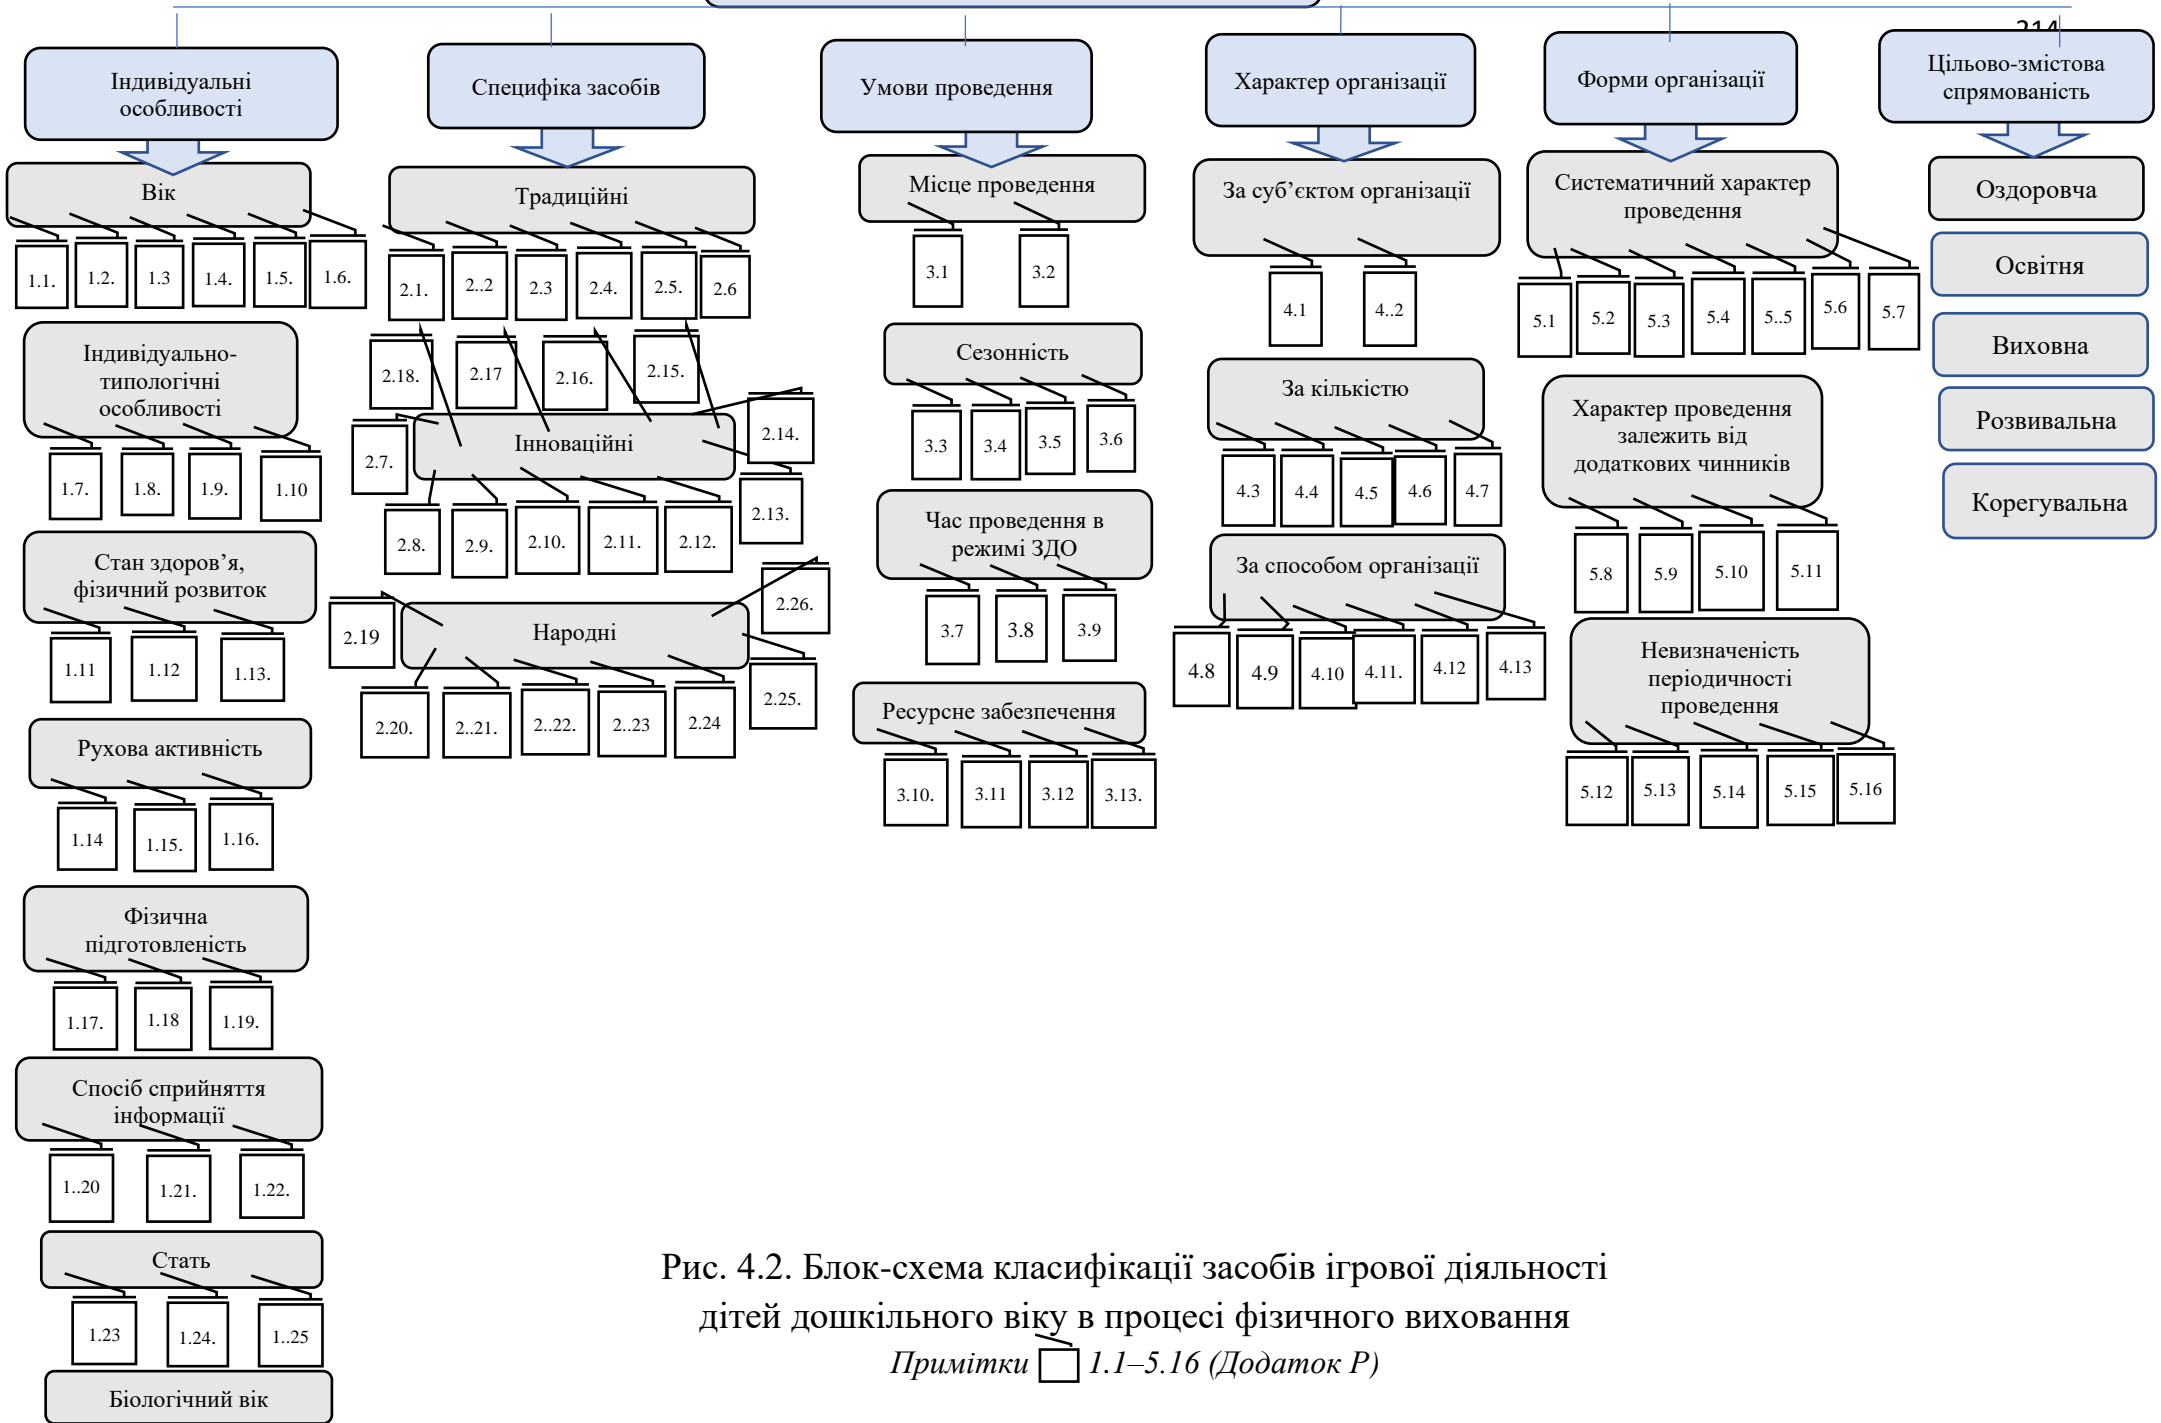 214
Індивідуальні
особливості
Специфіка засобів
Умови проведення
Характер організації
Форми організації
Цільово-змістова
спрямованість
Вік
1.1.
1.2.
1.3
1.4.
1.5.
1.6.
Індивідуально-
типологічні
особливості
1.7.
1.8.
1.9.
1.10
Стан здоров’я,
фізичний розвиток
1.11
1.12
1.13.
Рухова активність
1.14
1.15.
1.16.
Фізична
підготовленість
1.17.
1.18
1.19.
Спосіб сприйняття
інформації
1..20
1.21.
1.22.
Стать
1.23
1.24.
1..25
Біологічний вік
Традиційні
2.1.
2..2
2.3
2.4.
2.5.
2.6
2.18.
2.17
2.16.
2.15.
Інноваційні
2.14.
2.7.
2.8.
2.9.
2.10.
2.11.
2.12.
2.13.
Народні
2.26.
2.19
2.20.
2..21.
2..22.
2..23
2.24
2.25.
Місце проведення
3.1
3.2
Сезонність
3.3
3.4
3.5
3.6
Час проведення в
режимі ЗДО
3.7
3.8
3.9
Ресурсне забезпечення
3.10.
3.11
3.12
3.13.
За суб’єктом організації
4.1
4..2
За кількістю
4.3
4.4
4.5
4.6
4.7
За способом організації
4.8
4.9
4.10
4.11.
4.12
4.13
Систематичний характер
проведення
5.1
5.2
5.3
5.4
5..5
5.6
5.7
Характер проведення
залежить від
додаткових чинників
5.8
5.9
5.10
5.11
Невизначеність
періодичності
проведення
5.12
5.13
5.14
5.15
5.16
Оздоровча
Освітня
Виховна
Розвивальна
Корегувальна
Рис. 4.2. Блок-схема класифікації засобів ігрової діяльності
дітей дошкільного віку в процесі фізичного виховання
Примітки 1.1–5.16 (Додаток Р)